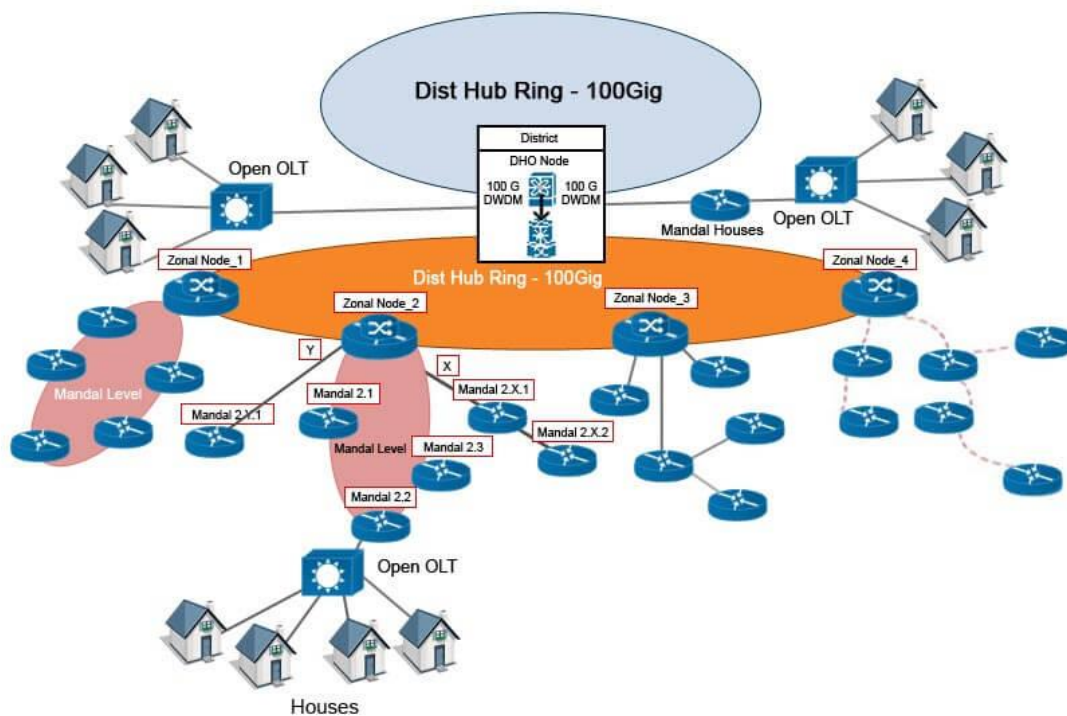 Dist Hub Ring - 100Gig
District
DHO Node
100 G
DWDM
100 G
DWDM
Open OLT
Mandal Houses
Open OLT
Zonal Node_1
Dist Hub Ring - 100Gig
Zonal Node_4
Zonal Node_2
Zonal Node_3
Y
X
Mandal Level
Mandal 2.1
Mandal 2.X.1
Mandal 2.Y.1
Mandal Level
Mandal 2.3
Mandal 2.X.2
Mandal 2.2
Open OLT
Houses